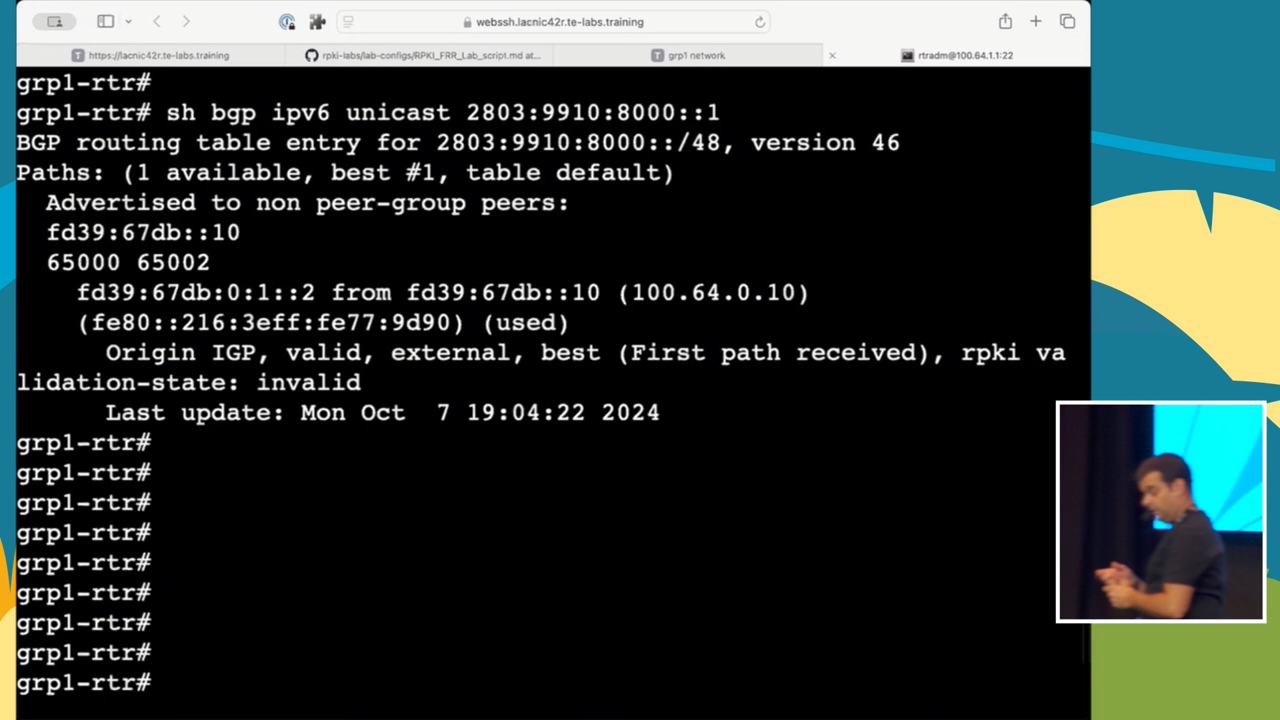 webssh.lacnic42r.te-labs.training
https://lacnic42r.te-labs.training
rpki-labs/lab-configs/RPKI_FRR_Lab_script.md at...
grp1 network
rtradm@100.64.1.1:22
grp1-rtr#
grp1-rtr# sh bgp ipv6 unicast 2803:9910:8000::1
BGP routing table entry for 2803:9910:8000::/48, version 46
Paths: (1 available, best #1, table default)
Advertised to non peer-group peers:
fd39:67db::10
65000 65002
fd39:67db:0:1::2 from fd39:67db::10 (100.64.0.10)
(fe80::216:3eff:fe77:9d90) (used)
Origin IGP, valid, external, best (First path received), rpki va
lidation-state: invalid
Last update: Mon Oct  7 19:04:22 2024
grp1-rtr#
grp1-rtr#
grp1-rtr#
grp1-rtr#
grp1-rtr#
grp1-rtr#
grp1-rtr#
grp1-rtr#
grp1-rtr#